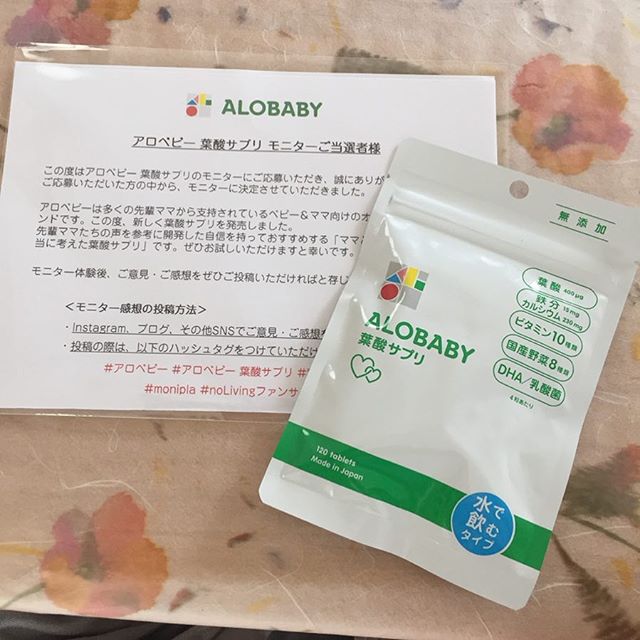 ALOBABY
アロベビー 葉酸サプリ モニターご当選者様
この度はアロベビー 葉酸サプリのモニターにご応募いただき、誠にありが
ご応募いただいた方の中から、モニターに決定させていただきました。
アロベビーは多くの先輩ママから支持されているベビー&ママ向けのオ
ンドです。この度、新しく葉酸サプリを発売しました。
先輩ママたちの声を参考に開発した自信を持っておすすめする「ママ
当に考えた葉酸サプリ」です。ぜひお試しいただけますと幸いです。
モニター体験後、ご意見・ご感想をぜひご投稿いただければと存じ
<モニター感想の投稿方法>
・Instagram、ブログ、その他SNSでご意見・ご感想を
・投稿の際は、以下のハッシュタグをつけていただけ
#アロベビー #アロベビー 葉酸サプリ
#monipla #noLivingファンサ
無添加
葉酸 400μg
鉄分 15mg
カルシウム 230mg
ビタミン10種類
国産野菜8種類
DHA/乳酸菌
4粒あたり
ALOBABY
葉酸サプリ
120 tablets
Made in Japan
水で
飲む
タイプ